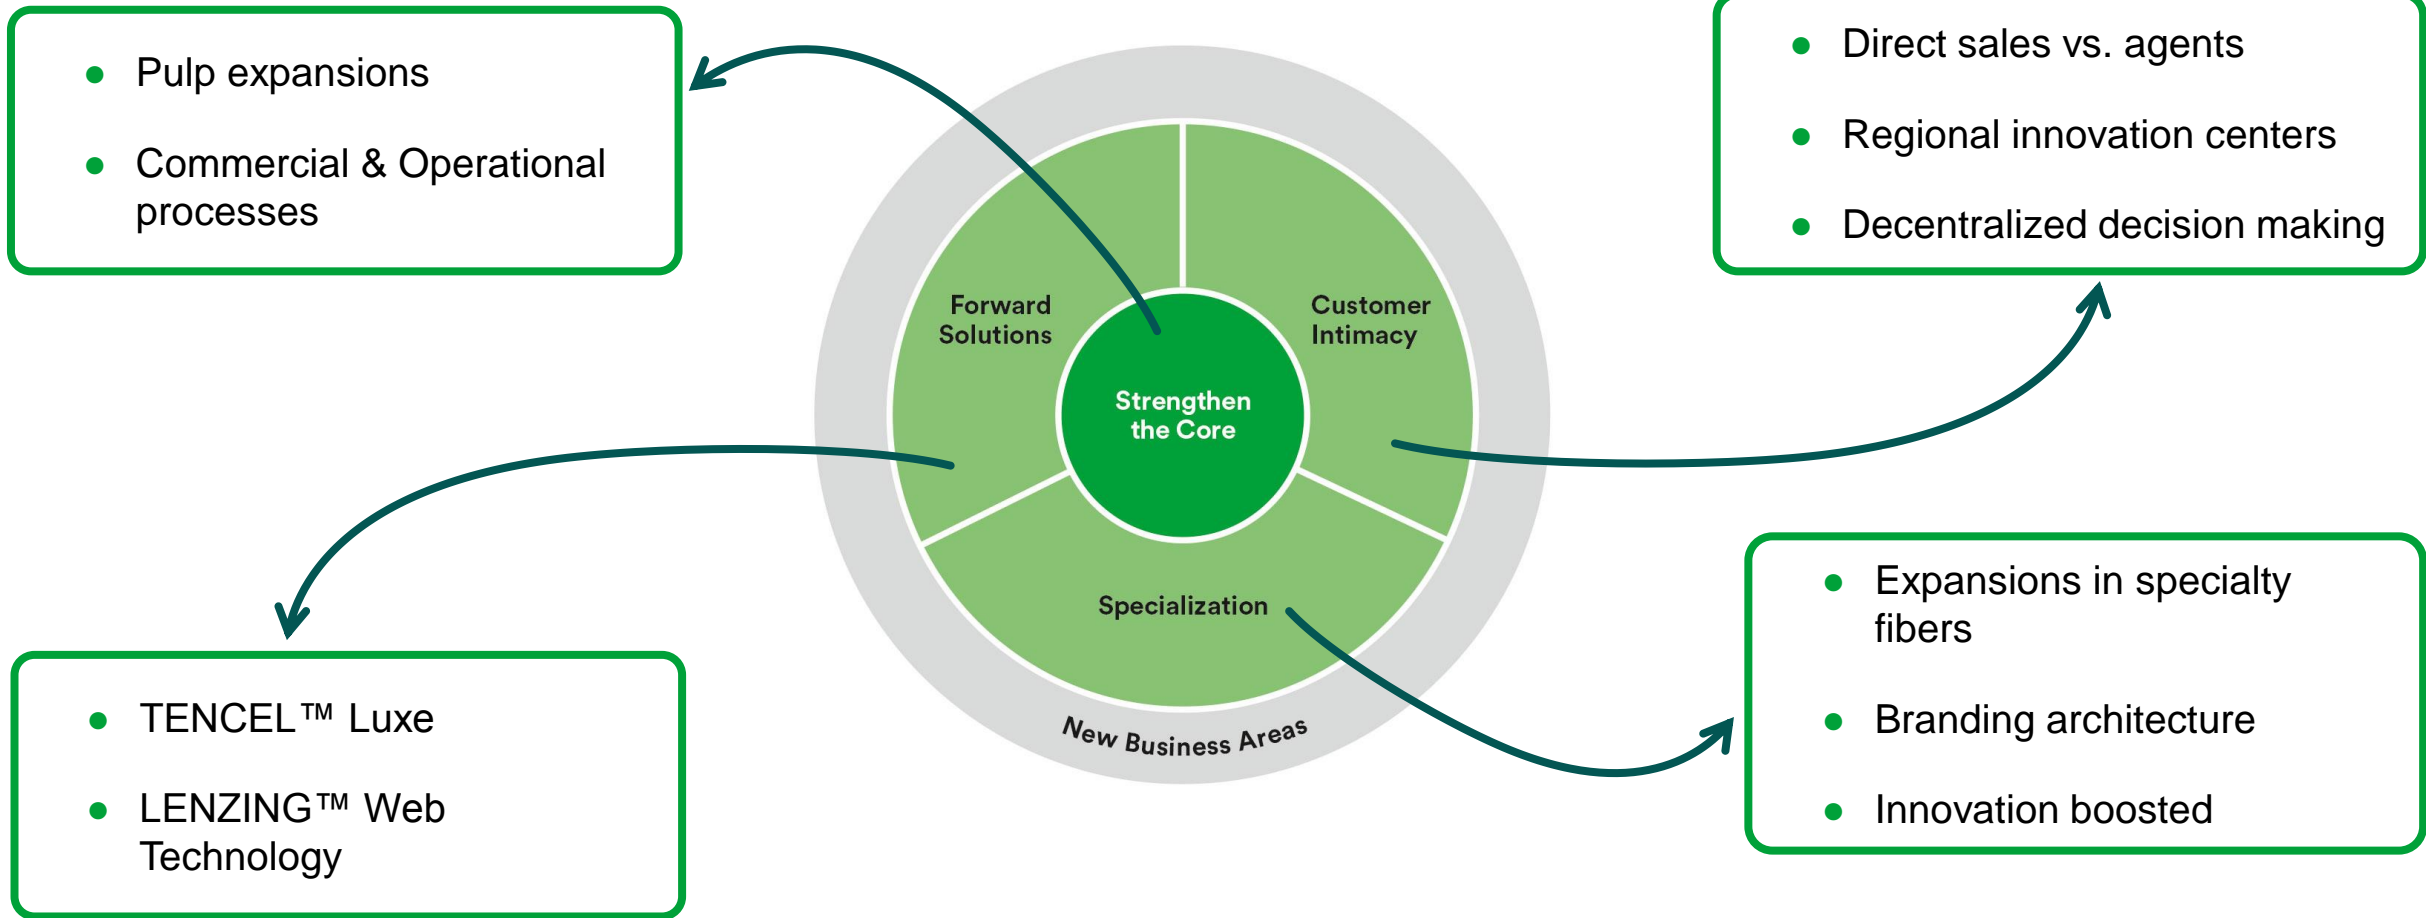 Pulp expansions
Commercial & Operational
processes
Direct sales vs. agents
Regional innovation centers
Decentralized decision making
Forward
Solutions
Customer
Intimacy
Strengthen
the Core
Specialization
New Business Areas
TENCEL™ Luxe
LENZING™ Web
Technology
Expansions in specialty
fibers
Branding architecture
Innovation boosted